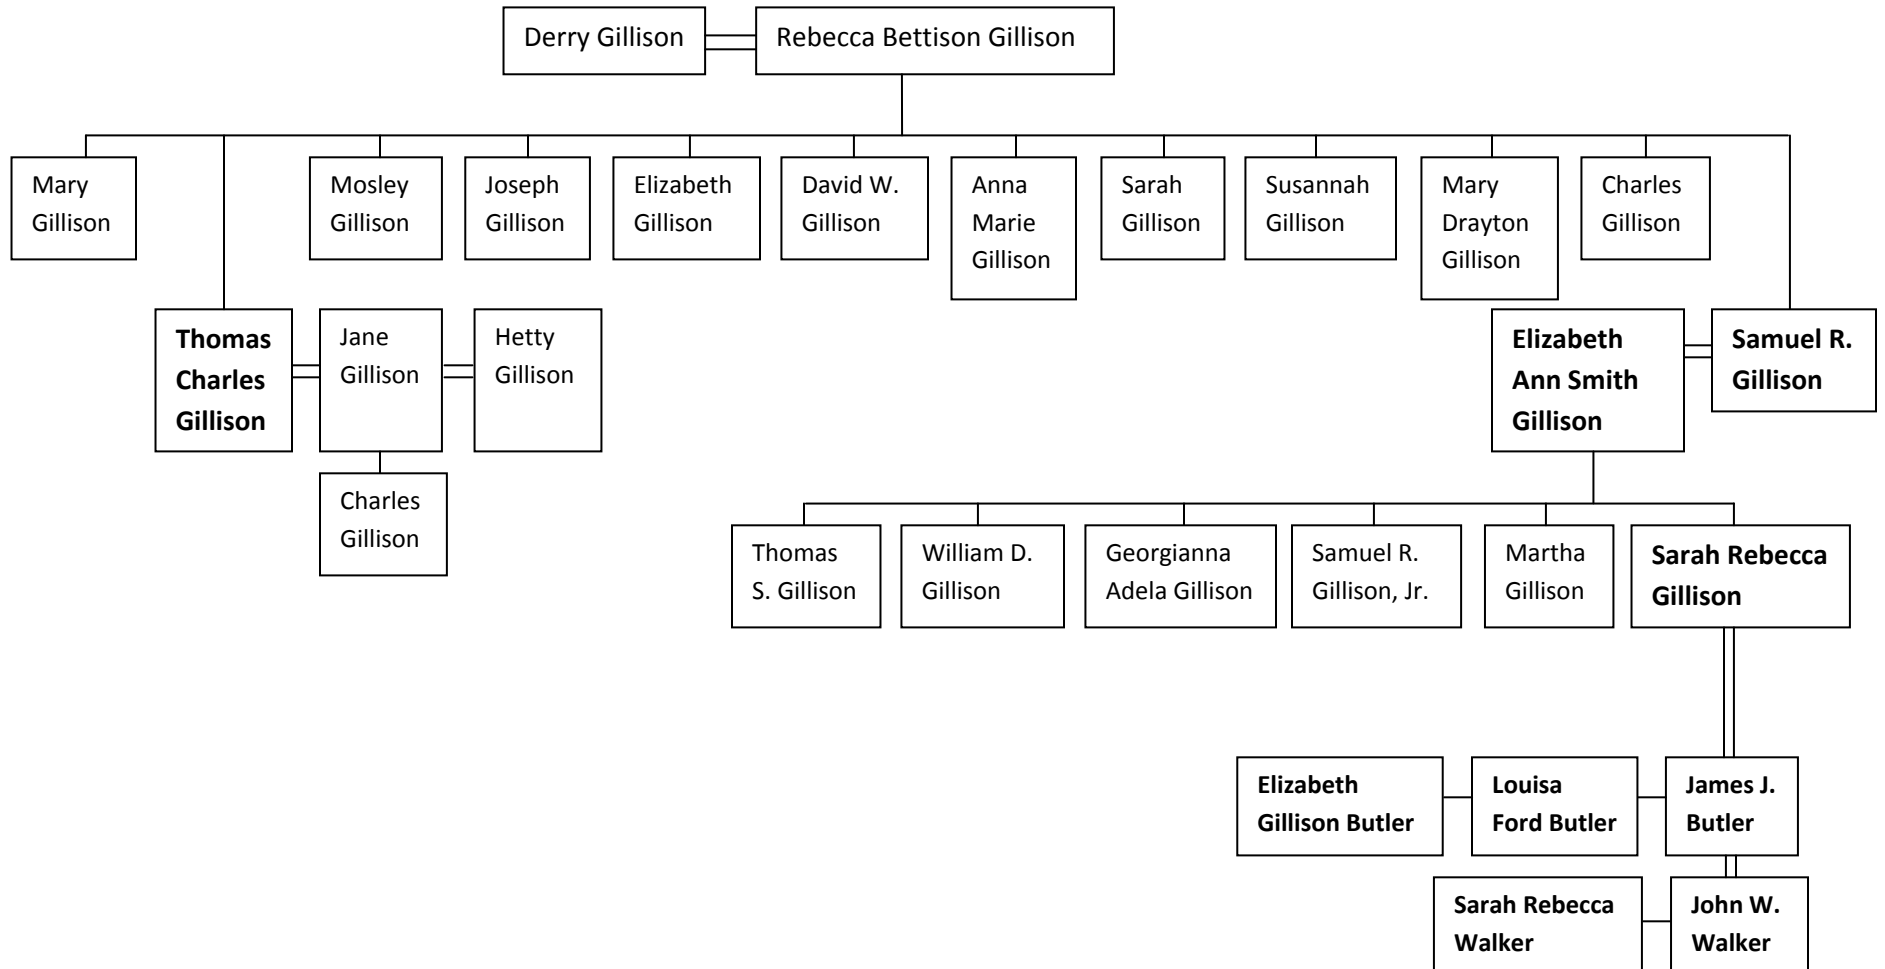 Derry Gillison
Rebecca Bettison Gillison
Mary
Gillison
Mosley
Gillison
Joseph
Gillison
Elizabeth
Gillison
David W.
Gillison
Anna
Marie
Gillison
Sarah
Gillison
Susannah
Gillison
Mary
Drayton
Gillison
Charles
Gillison
Thomas
Charles
Gillison
Jane
Gillison
Hetty
Gillison
Elizabeth
Ann Smith
Gillison
Samuel R.
Gillison
Charles
Gillison
Thomas
S. Gillison
William D.
Gillison
Georgianna
Adela Gillison
Samuel R.
Gillison, Jr.
Martha
Gillison
Sarah Rebecca
Gillison
Elizabeth
Gillison Butler
Louisa
Ford Butler
James J.
Butler
Sarah Rebecca
Walker
John W.
Walker